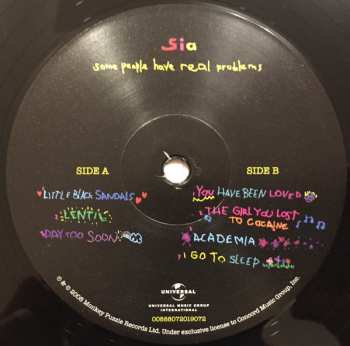 Sia
some people have real problems
SIDE A
LITTLE BLACK SANDALS
LENTIL
DAY TOO SOON
SIDE B
YOU HAVE BEEN LOVED
THE GIRL YOU LOST
TO COCAINE
ACADEMIA
I GO TO SLEEP
UNIVERSAL
UNIVERSAL MUSIC GROUP
INTERNATIONAL
00888072019072
℗ & © 2008 Monkey Puzzle Records Ltd. Under exclusive license to Concord Music Group, Inc.